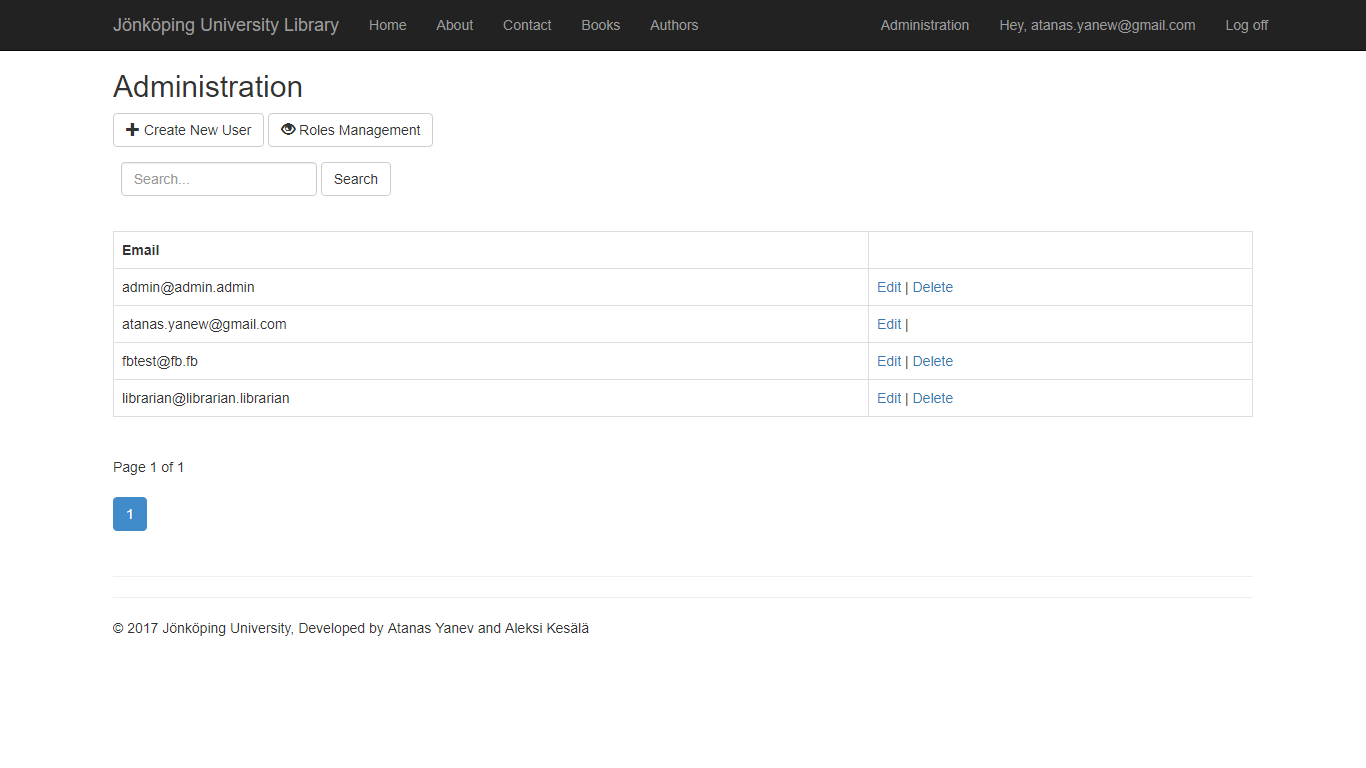 Jönköping University Library Home About Contact Books Authors Administration Hey, atanas.yanew@gmail.com Log off
Administration
Create New User Roles Management
Search... Search
Email
admin@admin.admin Edit | Delete
atanas.yanew@gmail.com Edit |
fbtest@fb.fb Edit | Delete
librarian@librarian.librarian Edit | Delete
Page 1 of 1
1
© 2017 Jönköping University, Developed by Atanas Yanev and Aleksi Kesälä